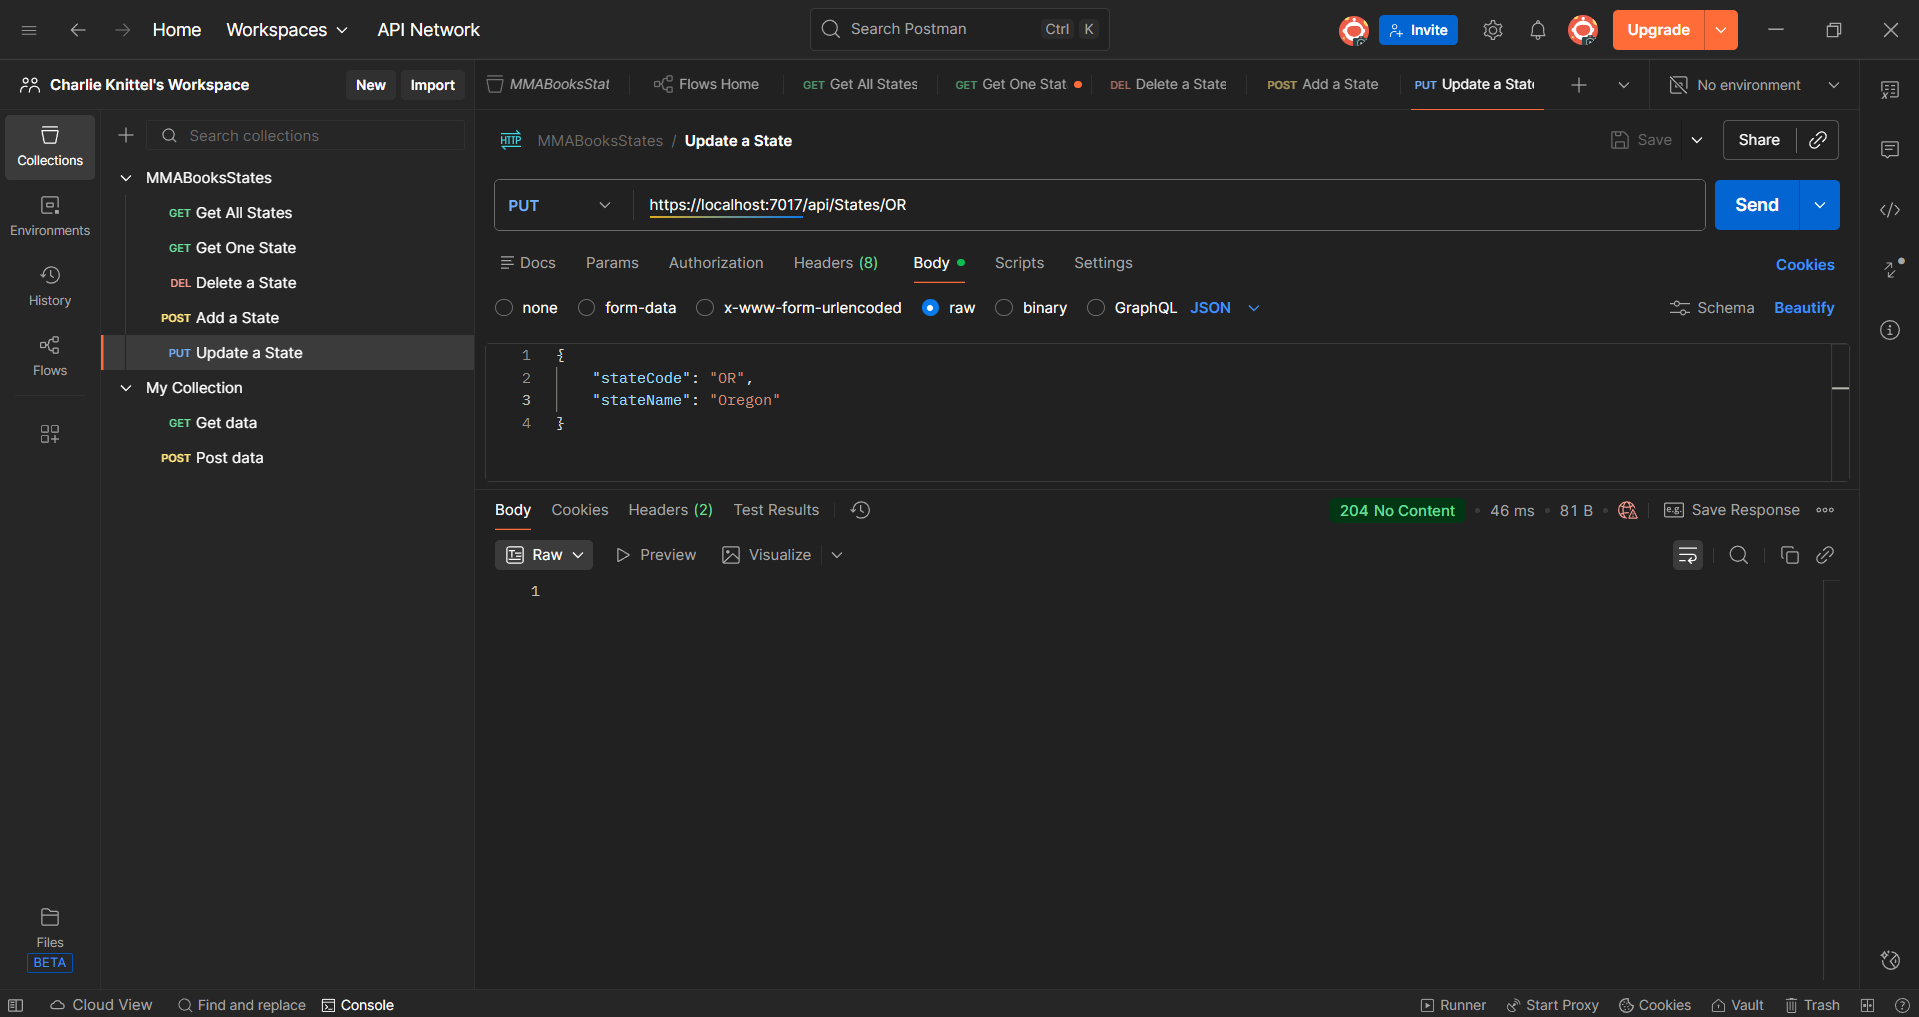 Home Workspaces API Network Search Postman Ctrl K Invite Upgrade
Charlie Knittel's Workspace New Import
MMABooksStat Flows Home GET Get All States GET Get One Stat DEL Delete a State POST Add a State PUT Update a Stat No environment
Collections
Environments
History
Flows
Files
BETA
Search collections
MMABooksStates
GET Get All States
GET Get One State
DEL Delete a State
POST Add a State
PUT Update a State
My Collection
GET Get data
POST Post data
HTTP MMABooksStates / Update a State Save Share
PUT https://localhost:7017/api/States/OR Send
Docs Params Authorization Headers (8) Body Scripts Settings Cookies
none form-data x-www-form-urlencoded raw binary GraphQL JSON Schema Beautify
1 {
2 "stateCode": "OR",
3 "stateName": "Oregon"
4 }
Body Cookies Headers (2) Test Results 204 No Content 46 ms 81 B e.g. Save Response
Raw Preview Visualize
1
Cloud View Find and replace Console Runner Start Proxy Cookies Vault Trash